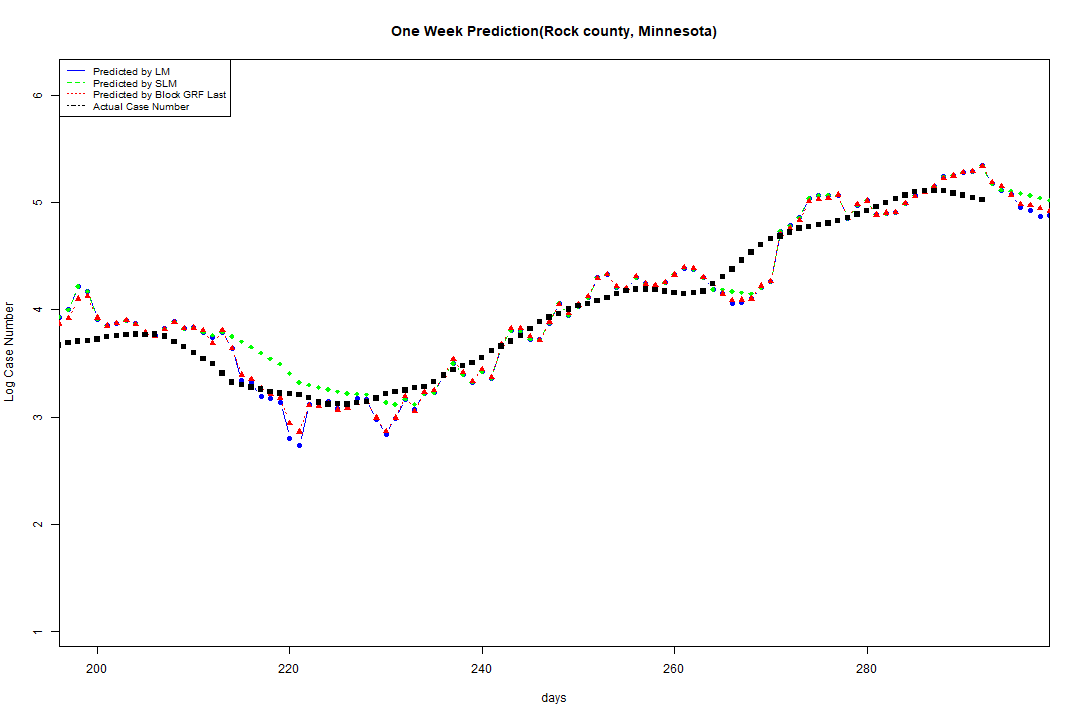 One Week Prediction(Rock county, Minnesota)
Predicted by LM
Predicted by SLM
Predicted by Block GRF Last
Actual Case Number
Log Case Number
6
5
4
3
2
1
200 220 240 260 280
days